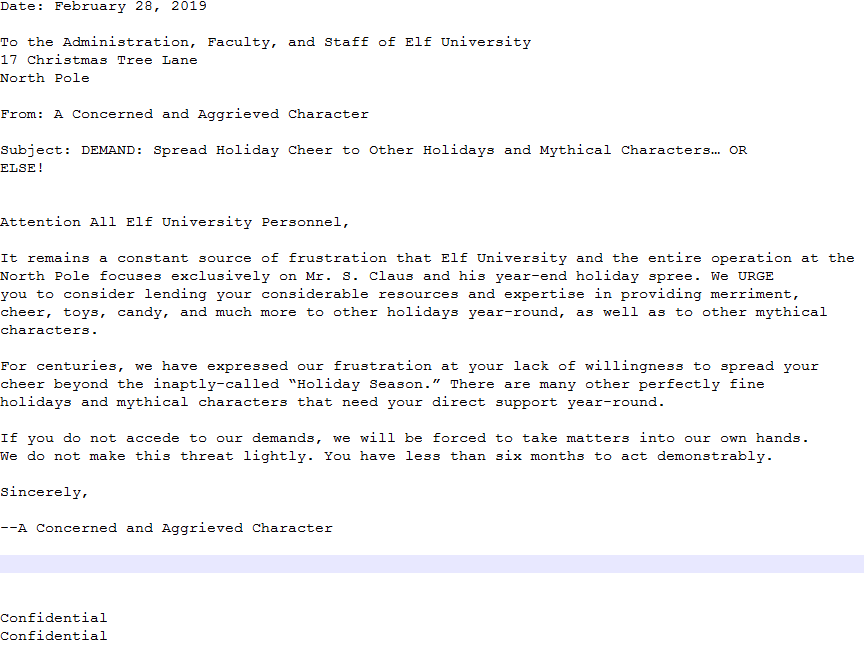 Date: February 28, 2019
To the Administration, Faculty, and Staff of Elf University
17 Christmas Tree Lane
North Pole
From: A Concerned and Aggrieved Character
Subject: DEMAND: Spread Holiday Cheer to Other Holidays and Mythical Characters… OR
ELSE!
Attention All Elf University Personnel,
It remains a constant source of frustration that Elf University and the entire operation at the
North Pole focuses exclusively on Mr. S. Claus and his year-end holiday spree. We URGE
you to consider lending your considerable resources and expertise in providing merriment,
cheer, toys, candy, and much more to other holidays year-round, as well as to other mythical
characters.
For centuries, we have expressed our frustration at your lack of willingness to spread your
cheer beyond the inaptly-called “Holiday Season.” There are many other perfectly fine
holidays and mythical characters that need your direct support year-round.
If you do not accede to our demands, we will be forced to take matters into our own hands.
We do not make this threat lightly. You have less than six months to act demonstrably.
Sincerely,
--A Concerned and Aggrieved Character
Confidential
Confidential